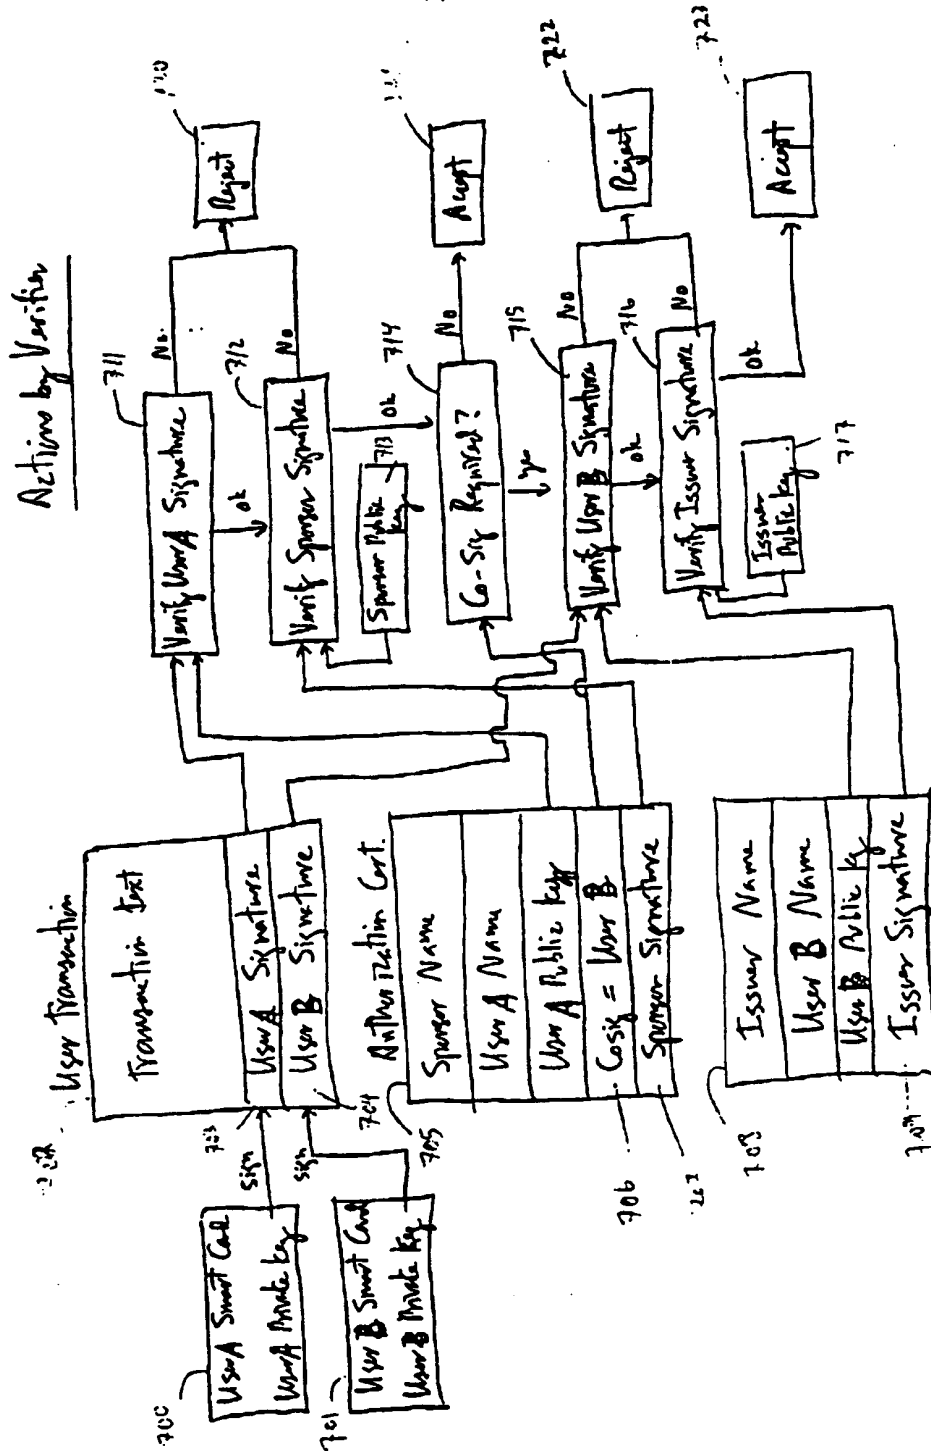 Actions by Verifier
User Transaction
Transaction Text
User A Signature
User B Signature
703
704
700
User A Smart Card
User A Private Key
sign
701
User B Smart Card
User B Private Key
sign
Authorization Cert.
705
Sponsor Name
User A Name
User A Public Key
Cosig = User B
Sponsor Signature
706
708
Issuer Name
User B Name
User B Public Key
Issuer Signature
711
Verify User A Signature
No
OK
712
Verify Sponsor Signature
No
OK
Reject
Sponsor Public Key
713
714
Co-Sig Required?
No
Accept
yes
715
Verify User B Signature
No
OK
716
Verify Issuer Signature
No
OK
722
Reject
Issuer Public Key
717
723
Accept